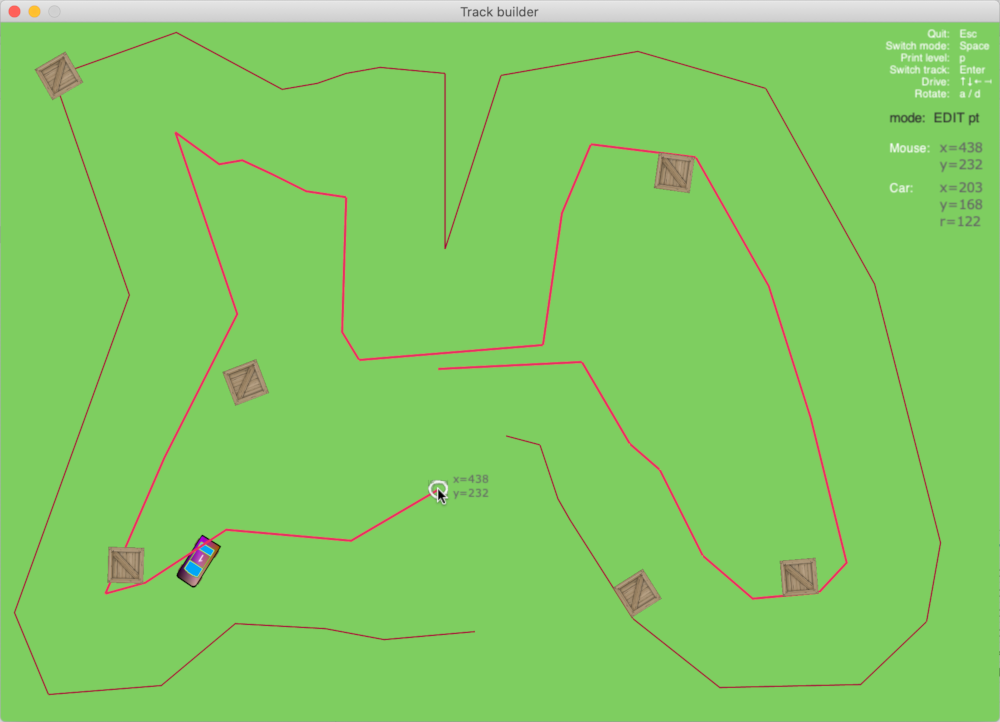 Track builder
Quit: Esc
Switch mode: Space
Print level: p
Switch track: Enter
Drive: ↑↓←→
Rotate: a / d
mode: EDIT pt
Mouse: x=438
y=232
Car: x=203
y=168
r=122
x=438
y=232